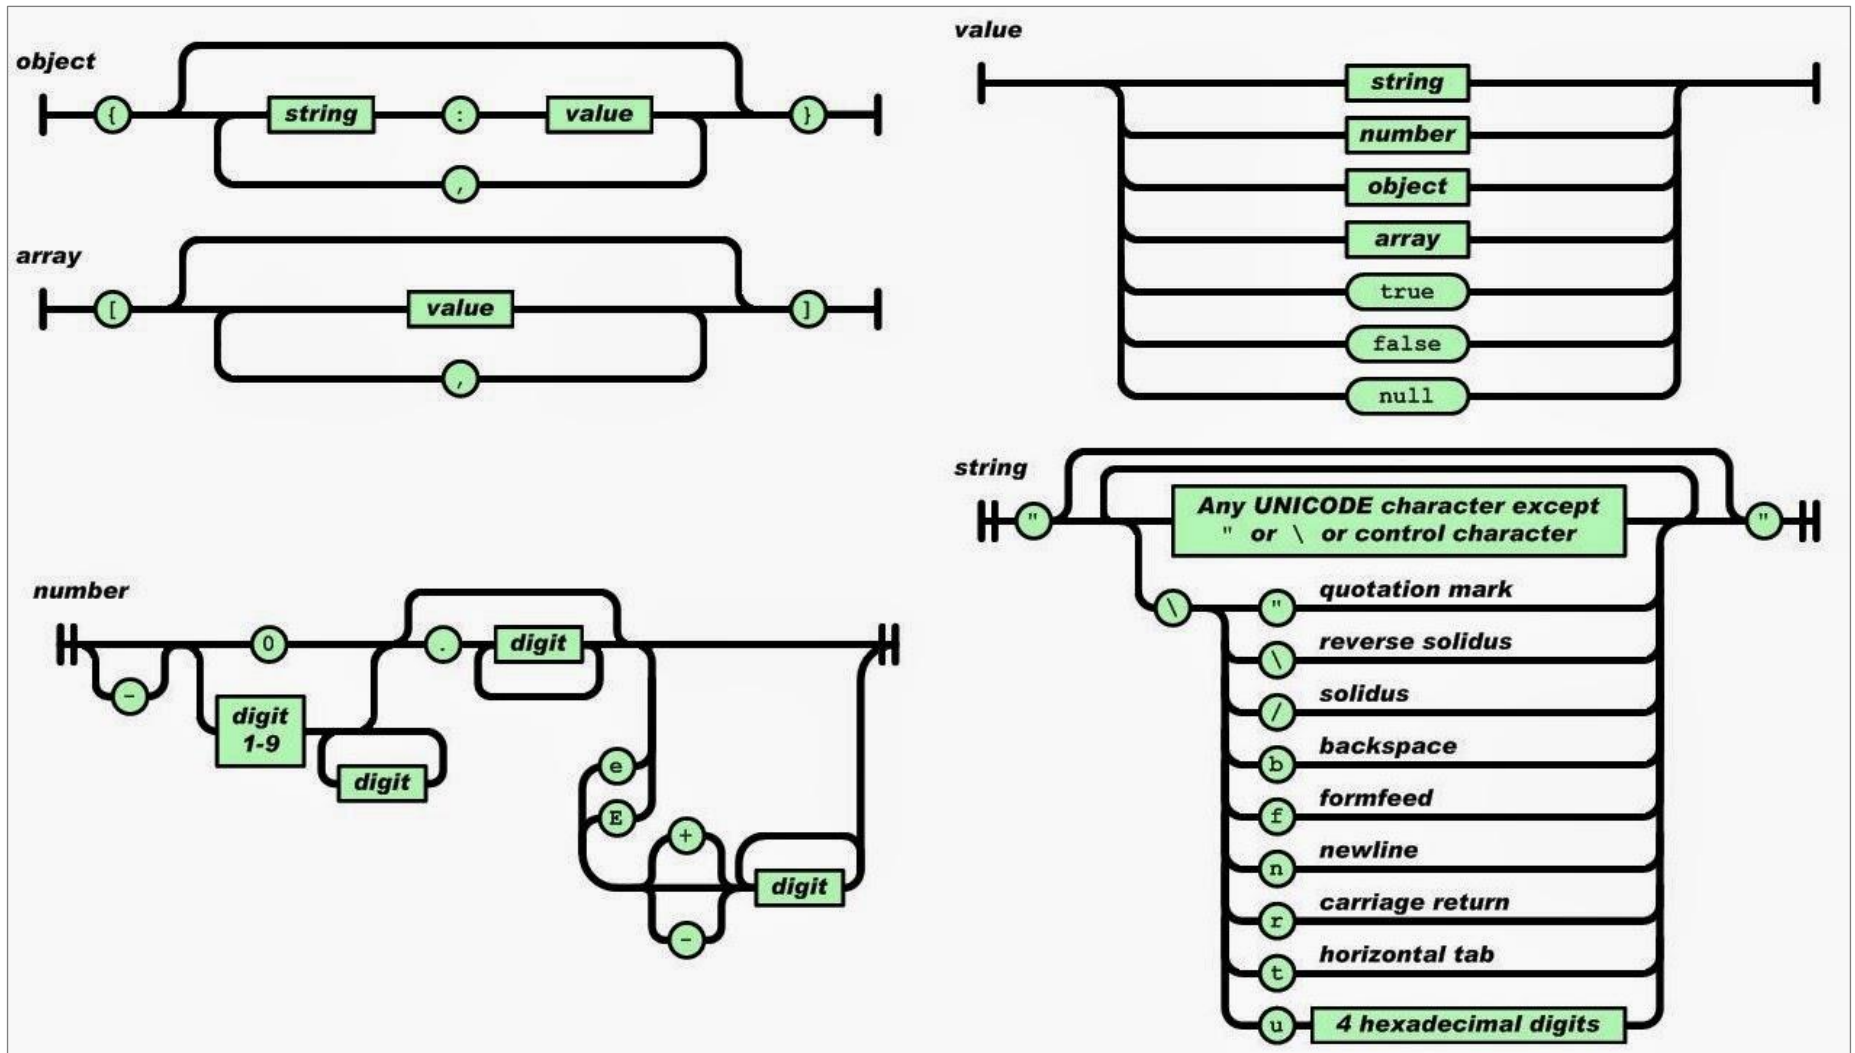 object
{
string
:
value
}
,
array
[
value
]
,
number
0
.
digit
-
digit
1-9
digit
e
E
+
digit
-
value
string
number
object
array
true
false
null
string
"
Any UNICODE character except
" or \ or control character
"
\
" quotation mark
\ reverse solidus
/ solidus
b backspace
f formfeed
n newline
r carriage return
t horizontal tab
u 4 hexadecimal digits